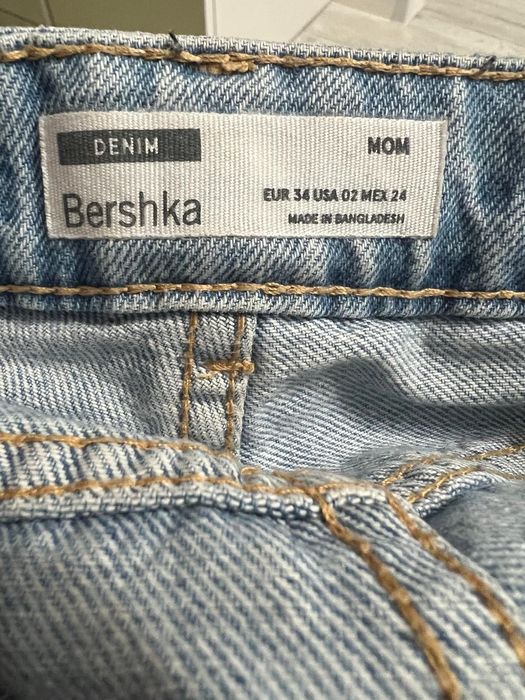 DENIM
MOM
Bershka
EUR 34 USA 02 MEX 24
MADE IN BANGLADESH